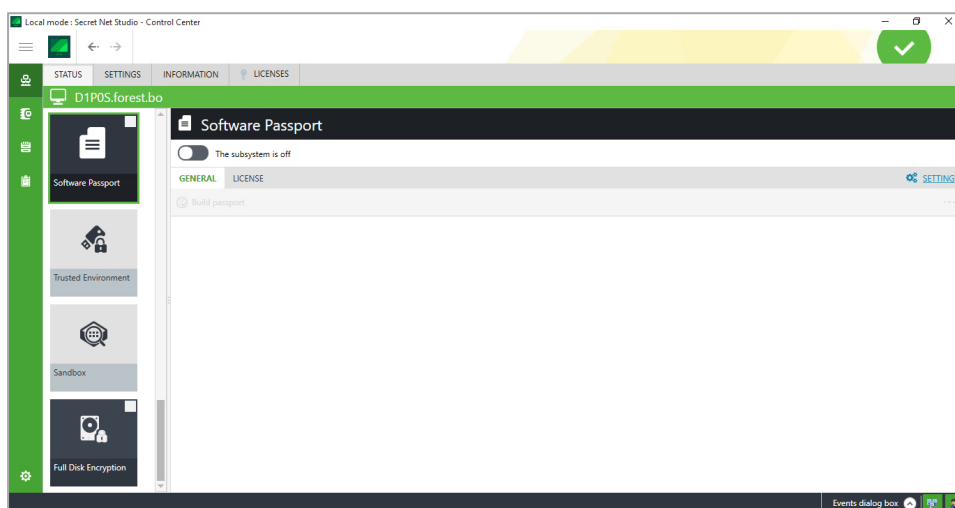 Local mode : Secret Net Studio - Control Center
STATUS SETTINGS INFORMATION LICENSES
D1P0S.forest.bo
Software Passport
The subsystem is off
GENERAL LICENSE SETTING
Build passport
Software Passport
Trusted Environment
Sandbox
Full Disk Encryption
Events dialog box